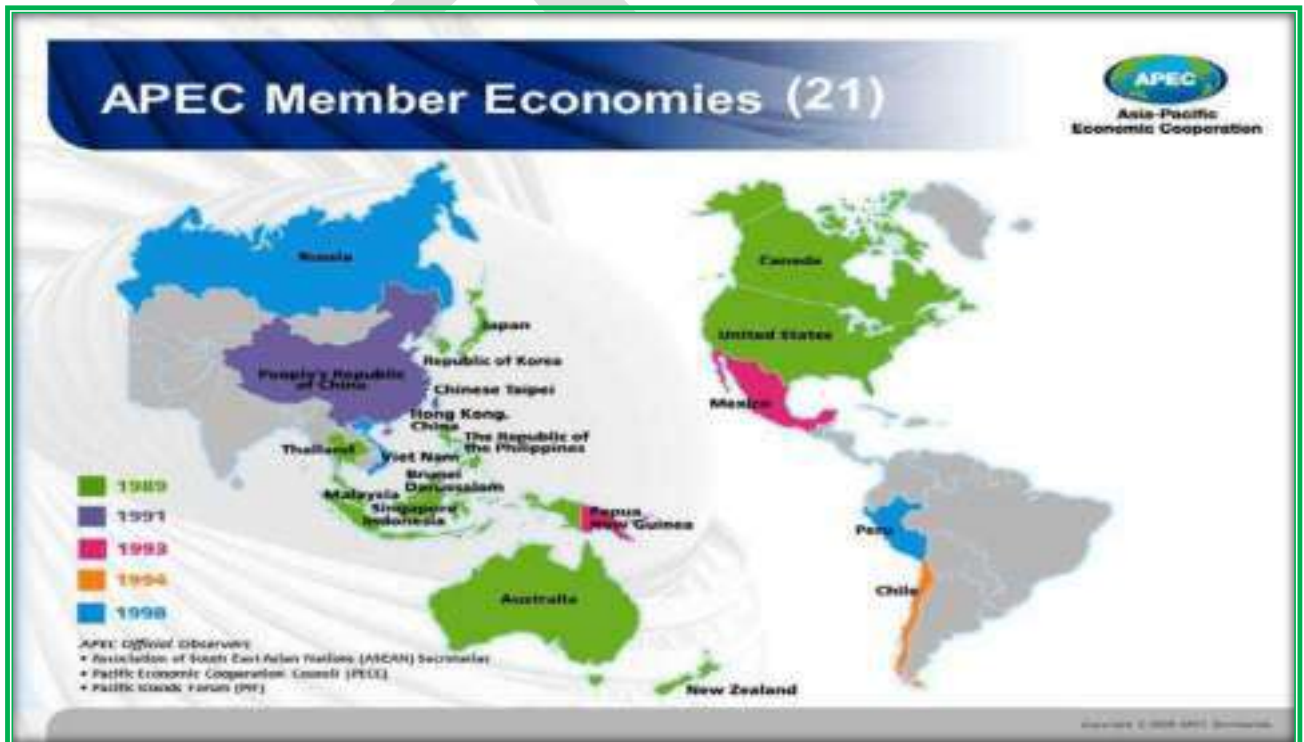 APEC Member Economies (21)
APEC
Asia-Pacific
Economic Cooperation
Russia
Canada
Japan
United States
Republic of Korea
People's Republic
of China
Chinese Taipei
Mexico
Hong Kong,
China
The Republic of
the Philippines
Thailand
Viet Nam
Brunei
Darussalam
Malaysia
Singapore
Indonesia
Papua
New Guinea
Peru
Chile
Australia
New Zealand
1989
1991
1993
1994
1998
APEC Official Observers
• Association of South East Asian Nations (ASEAN) Secretariat
• Pacific Economic Cooperation Council (PECC)
• Pacific Islands Forum (PIF)
Copyright APEC Secretariat